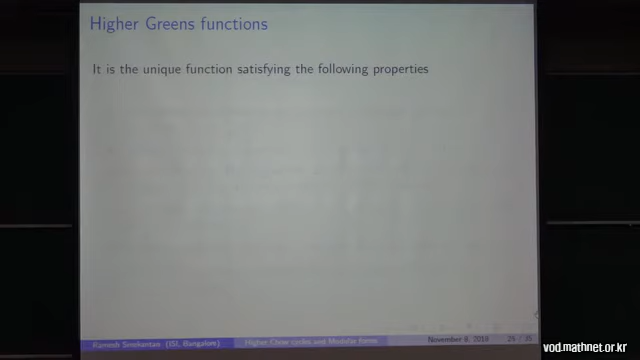 Higher Greens functions
It is the unique function satisfying the following properties
Ramesh Sreekantan (ISI, Bangalore) Higher Chow cycles and Modular forms November 8, 2018 / 35
vod.mathnet.or.kr